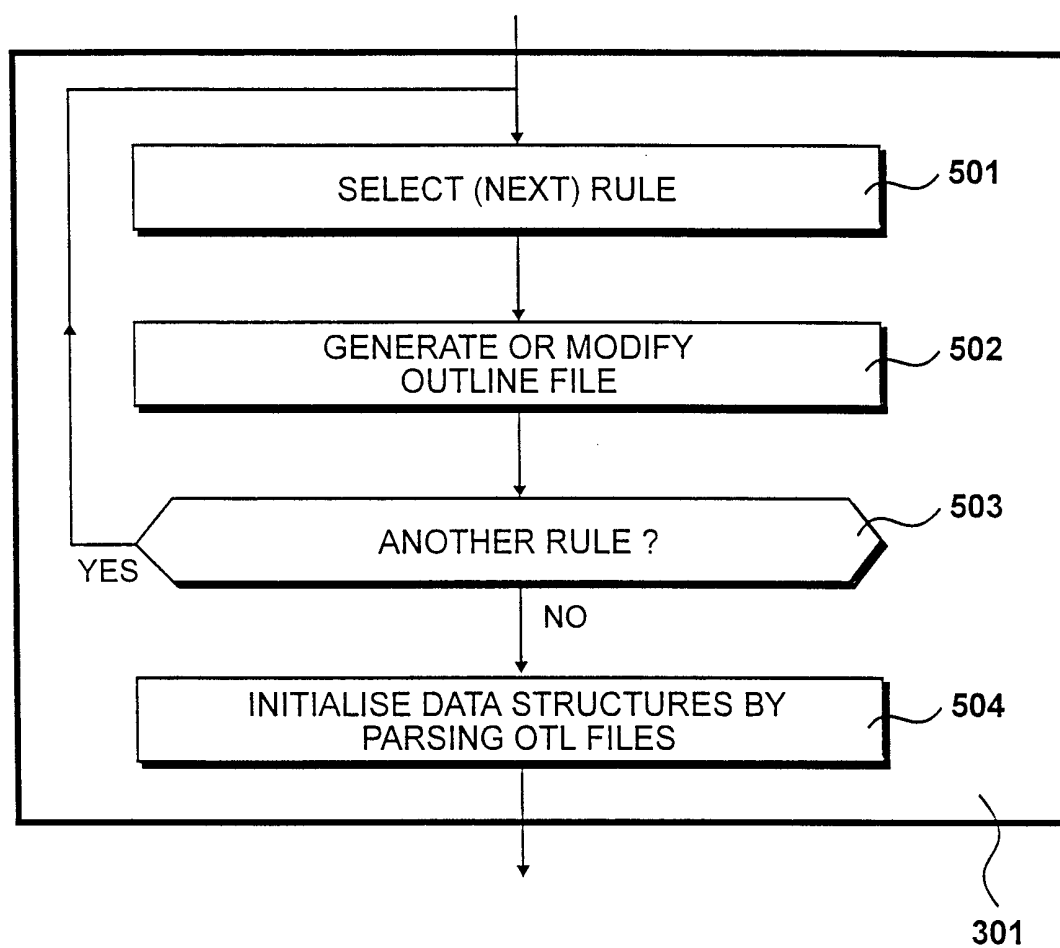 SELECT (NEXT) RULE
501
GENERATE OR MODIFY
OUTLINE FILE
502
ANOTHER RULE ?
503
YES
NO
INITIALISE DATA STRUCTURES BY
PARSING OTL FILES
504
301